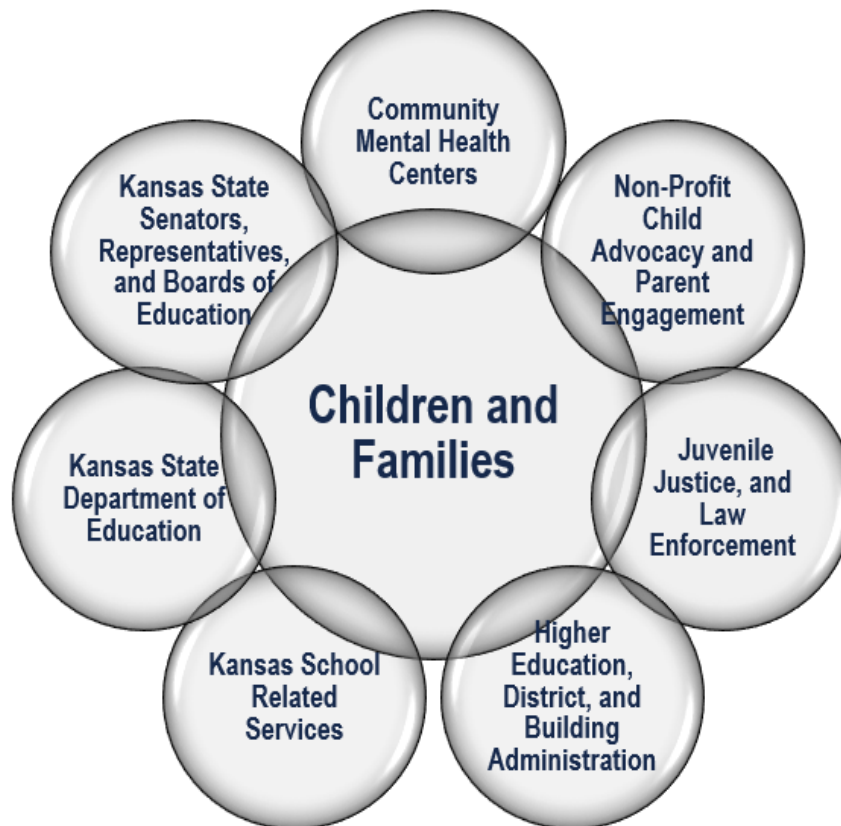 Community
Mental Health
Centers
Kansas State
Senators,
Representatives,
and Boards of
Education
Non-Profit
Child
Advocacy and
Parent
Engagement
Children and
Families
Kansas State
Department of
Education
Juvenile
Justice, and
Law
Enforcement
Kansas School
Related
Services
Higher
Education,
District, and
Building
Administration